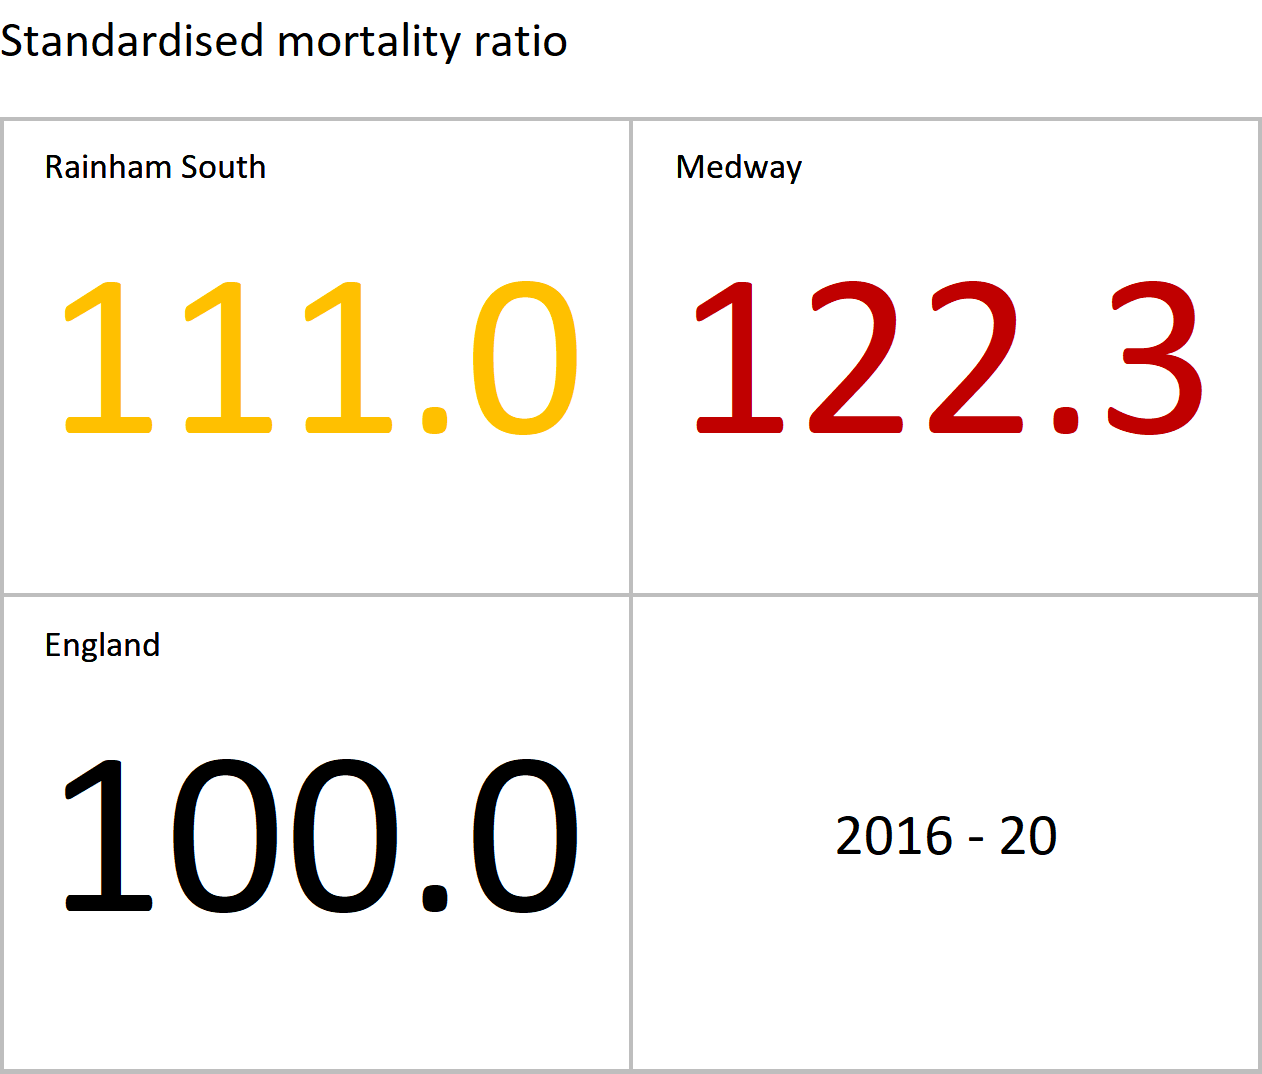 Standardised mortality ratio
Rainham South
111.0
Medway
122.3
England
100.0
2016 - 20